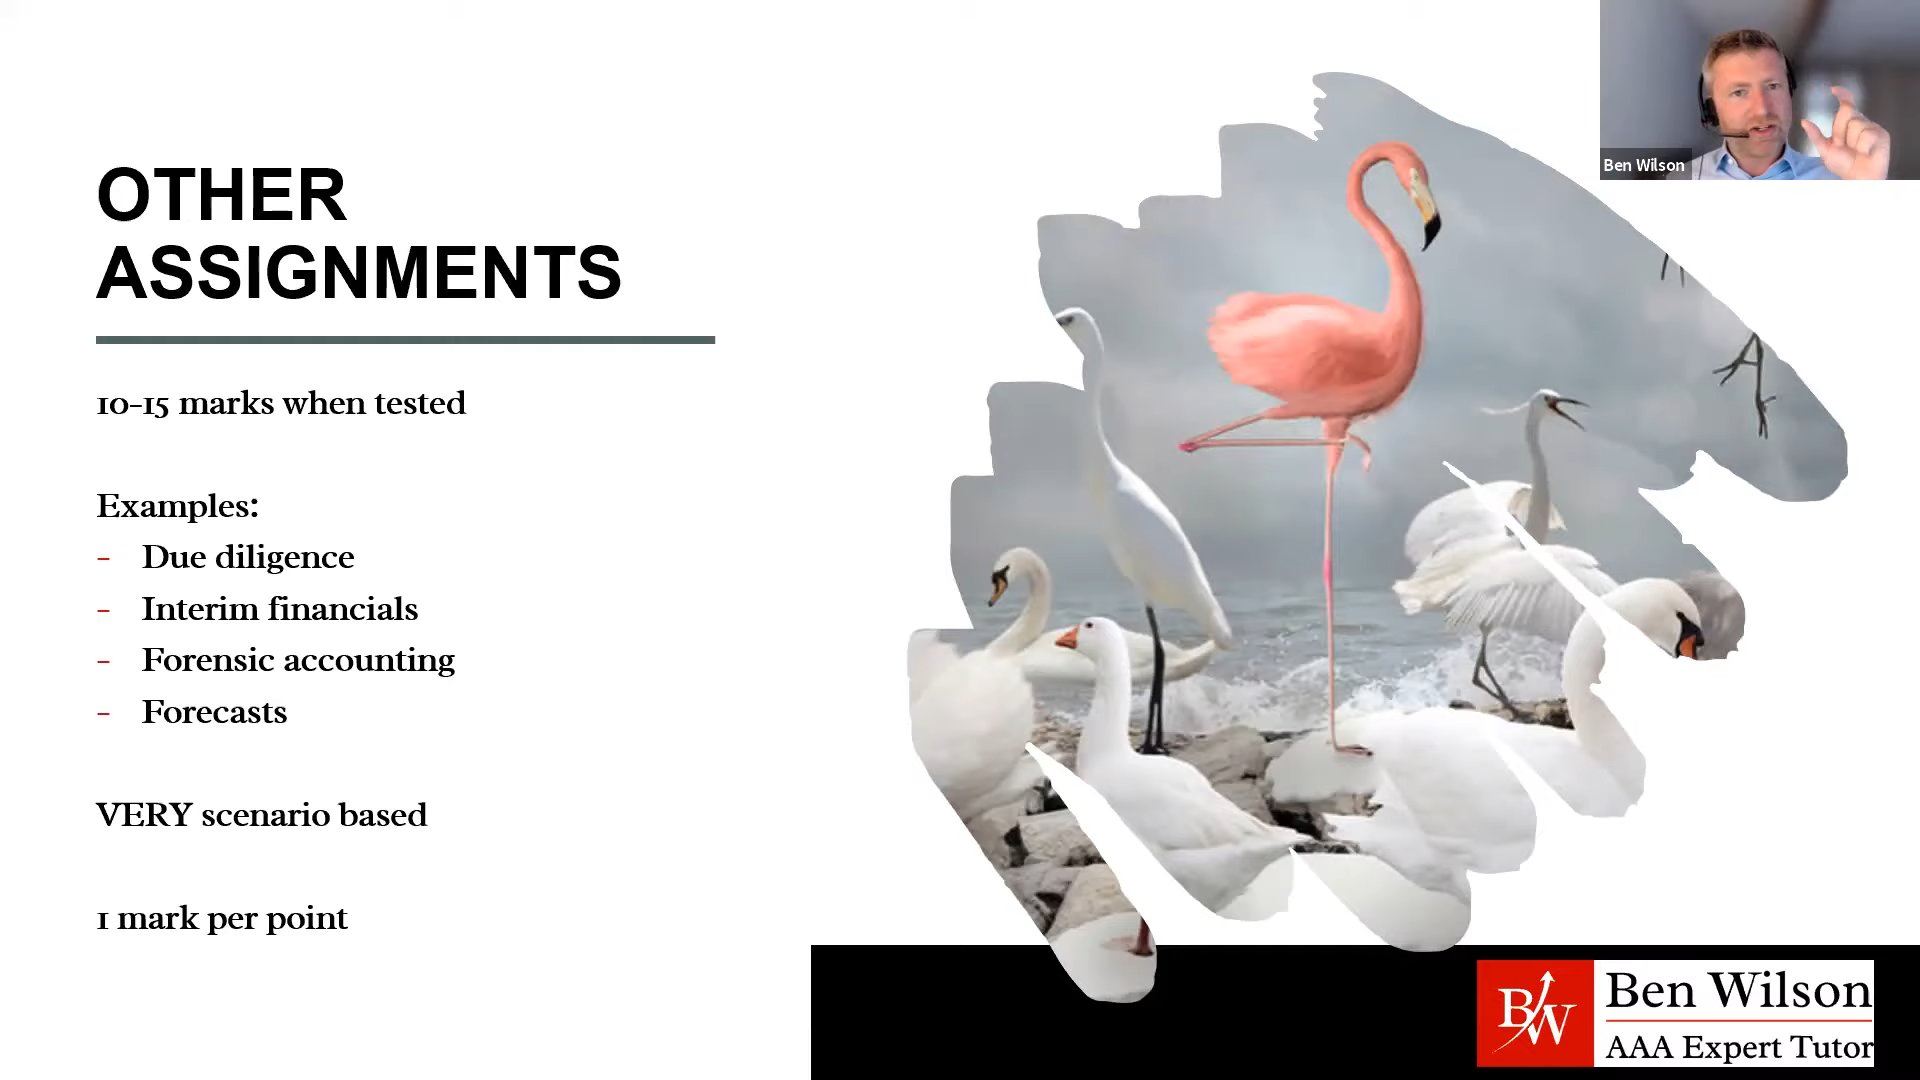 OTHER
ASSIGNMENTS
10-15 marks when tested
Examples:
- Due diligence
- Interim financials
- Forensic accounting
- Forecasts
VERY scenario based
1 mark per point
Ben Wilson
BW
Ben Wilson
AAA Expert Tutor